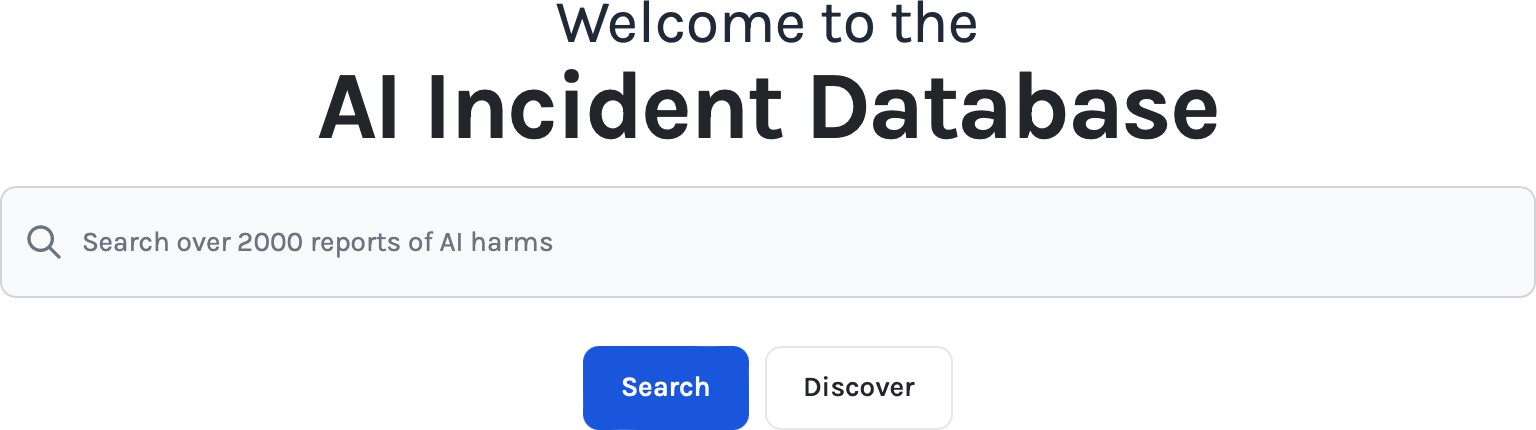 Welcome to the
AI Incident Database
Search over 2000 reports of AI harms
Search
Discover